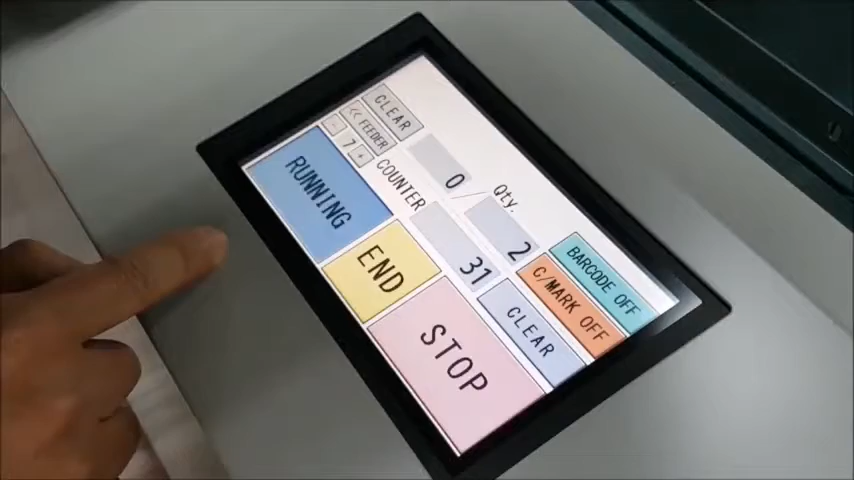 CLEAR
<< FEEDER
- 7 +
0 / 2
Qty.
COUNTER
31
RUNNING
END
STOP
CLEAR
C/MARK OFF
BARCODE OFF